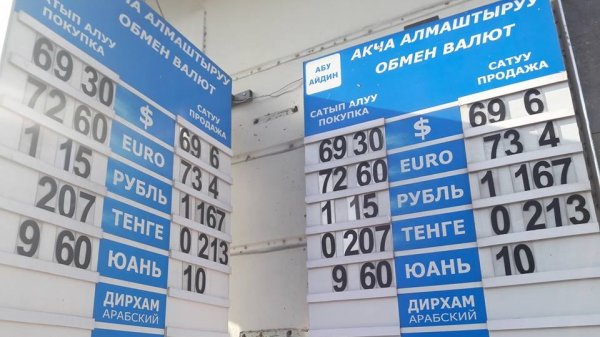 АКЧА АЛМАШТЫРУУ
ОБМЕН ВАЛЮТ
САТЫП АЛУУ
ПОКУПКА
САТУУ
ПРОДАЖА
69 30 $ 69 6
72 60 EURO 73 4
1 15 РУБЛЬ 1 167
207 ТЕНГЕ 0 213
9 60 ЮАНЬ 10
ДИРХАМ
АРАБСКИЙ
АБУ
АЙДИН
АКЧА АЛМАШТЫРУУ
ОБМЕН ВАЛЮТ
САТЫП АЛУУ
ПОКУПКА
САТУУ
ПРОДАЖА
69 30 $ 69 6
72 60 EURO 73 4
1 15 РУБЛЬ 1 167
0 207 ТЕНГЕ 0 213
9 60 ЮАНЬ 10
ДИРХАМ
АРАБСКИЙ